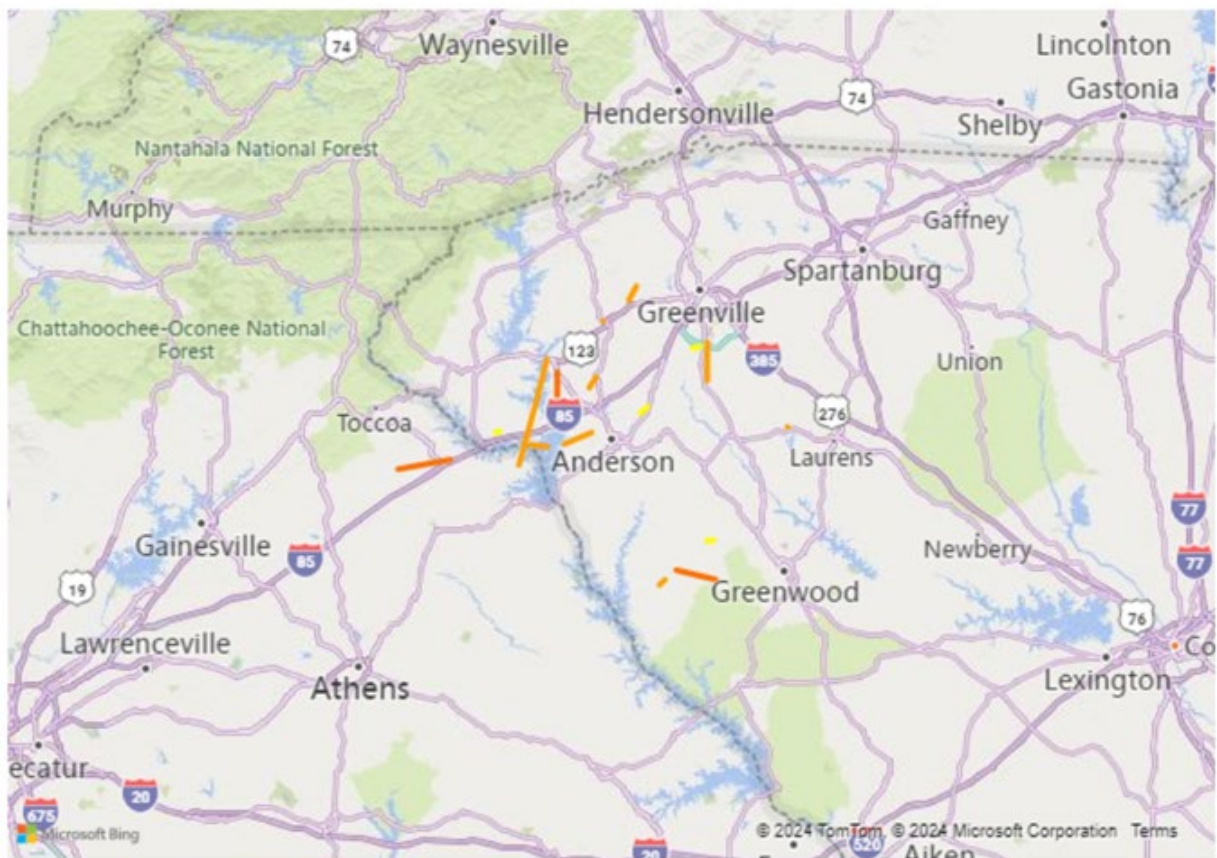 Waynesville
74
Lincolnton
Gastonia
74
Hendersonville
Shelby
Nantahala National Forest
Murphy
Gaffney
Spartanburg
Greenville
Chattahoochee-Oconee National
Forest
123
385
Union
Toccoa
85
276
Anderson
Laurens
77
Gainesville
85
Newberry
77
19
Greenwood
76
Lawrenceville
Co
Athens
Lexington
ecatur
20
675
Microsoft Bing
© 2024 TomTom, © 2024 Microsoft Corporation Terms
20
520
Aiken